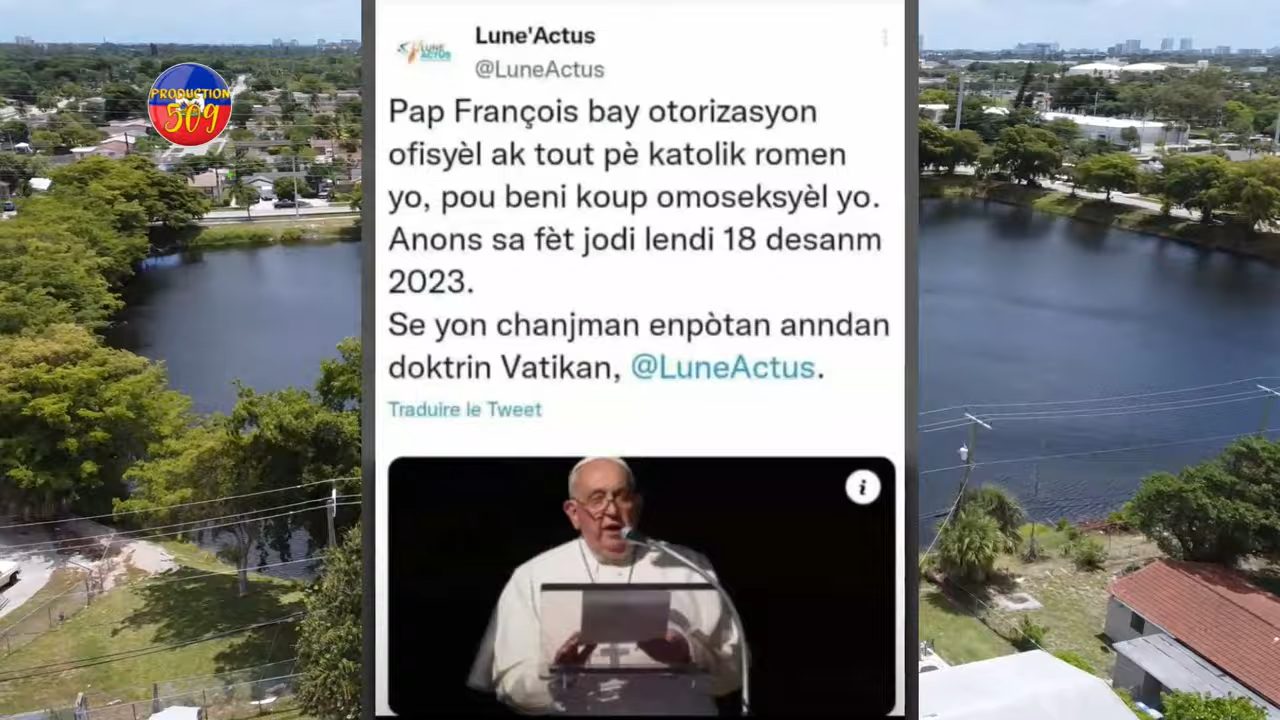 PRODUCTION
509
LUNE
ACTUS
Lune'Actus
@LuneActus
Pap François bay otorizasyon
ofisyèl ak tout pè katolik romen
yo, pou beni koup omoseksyèl yo.
Anons sa fèt jodi lendi 18 desanm
2023.
Se yon chanjman enpòtan anndan
doktrin Vatikan, @LuneActus.
Traduire le Tweet
i